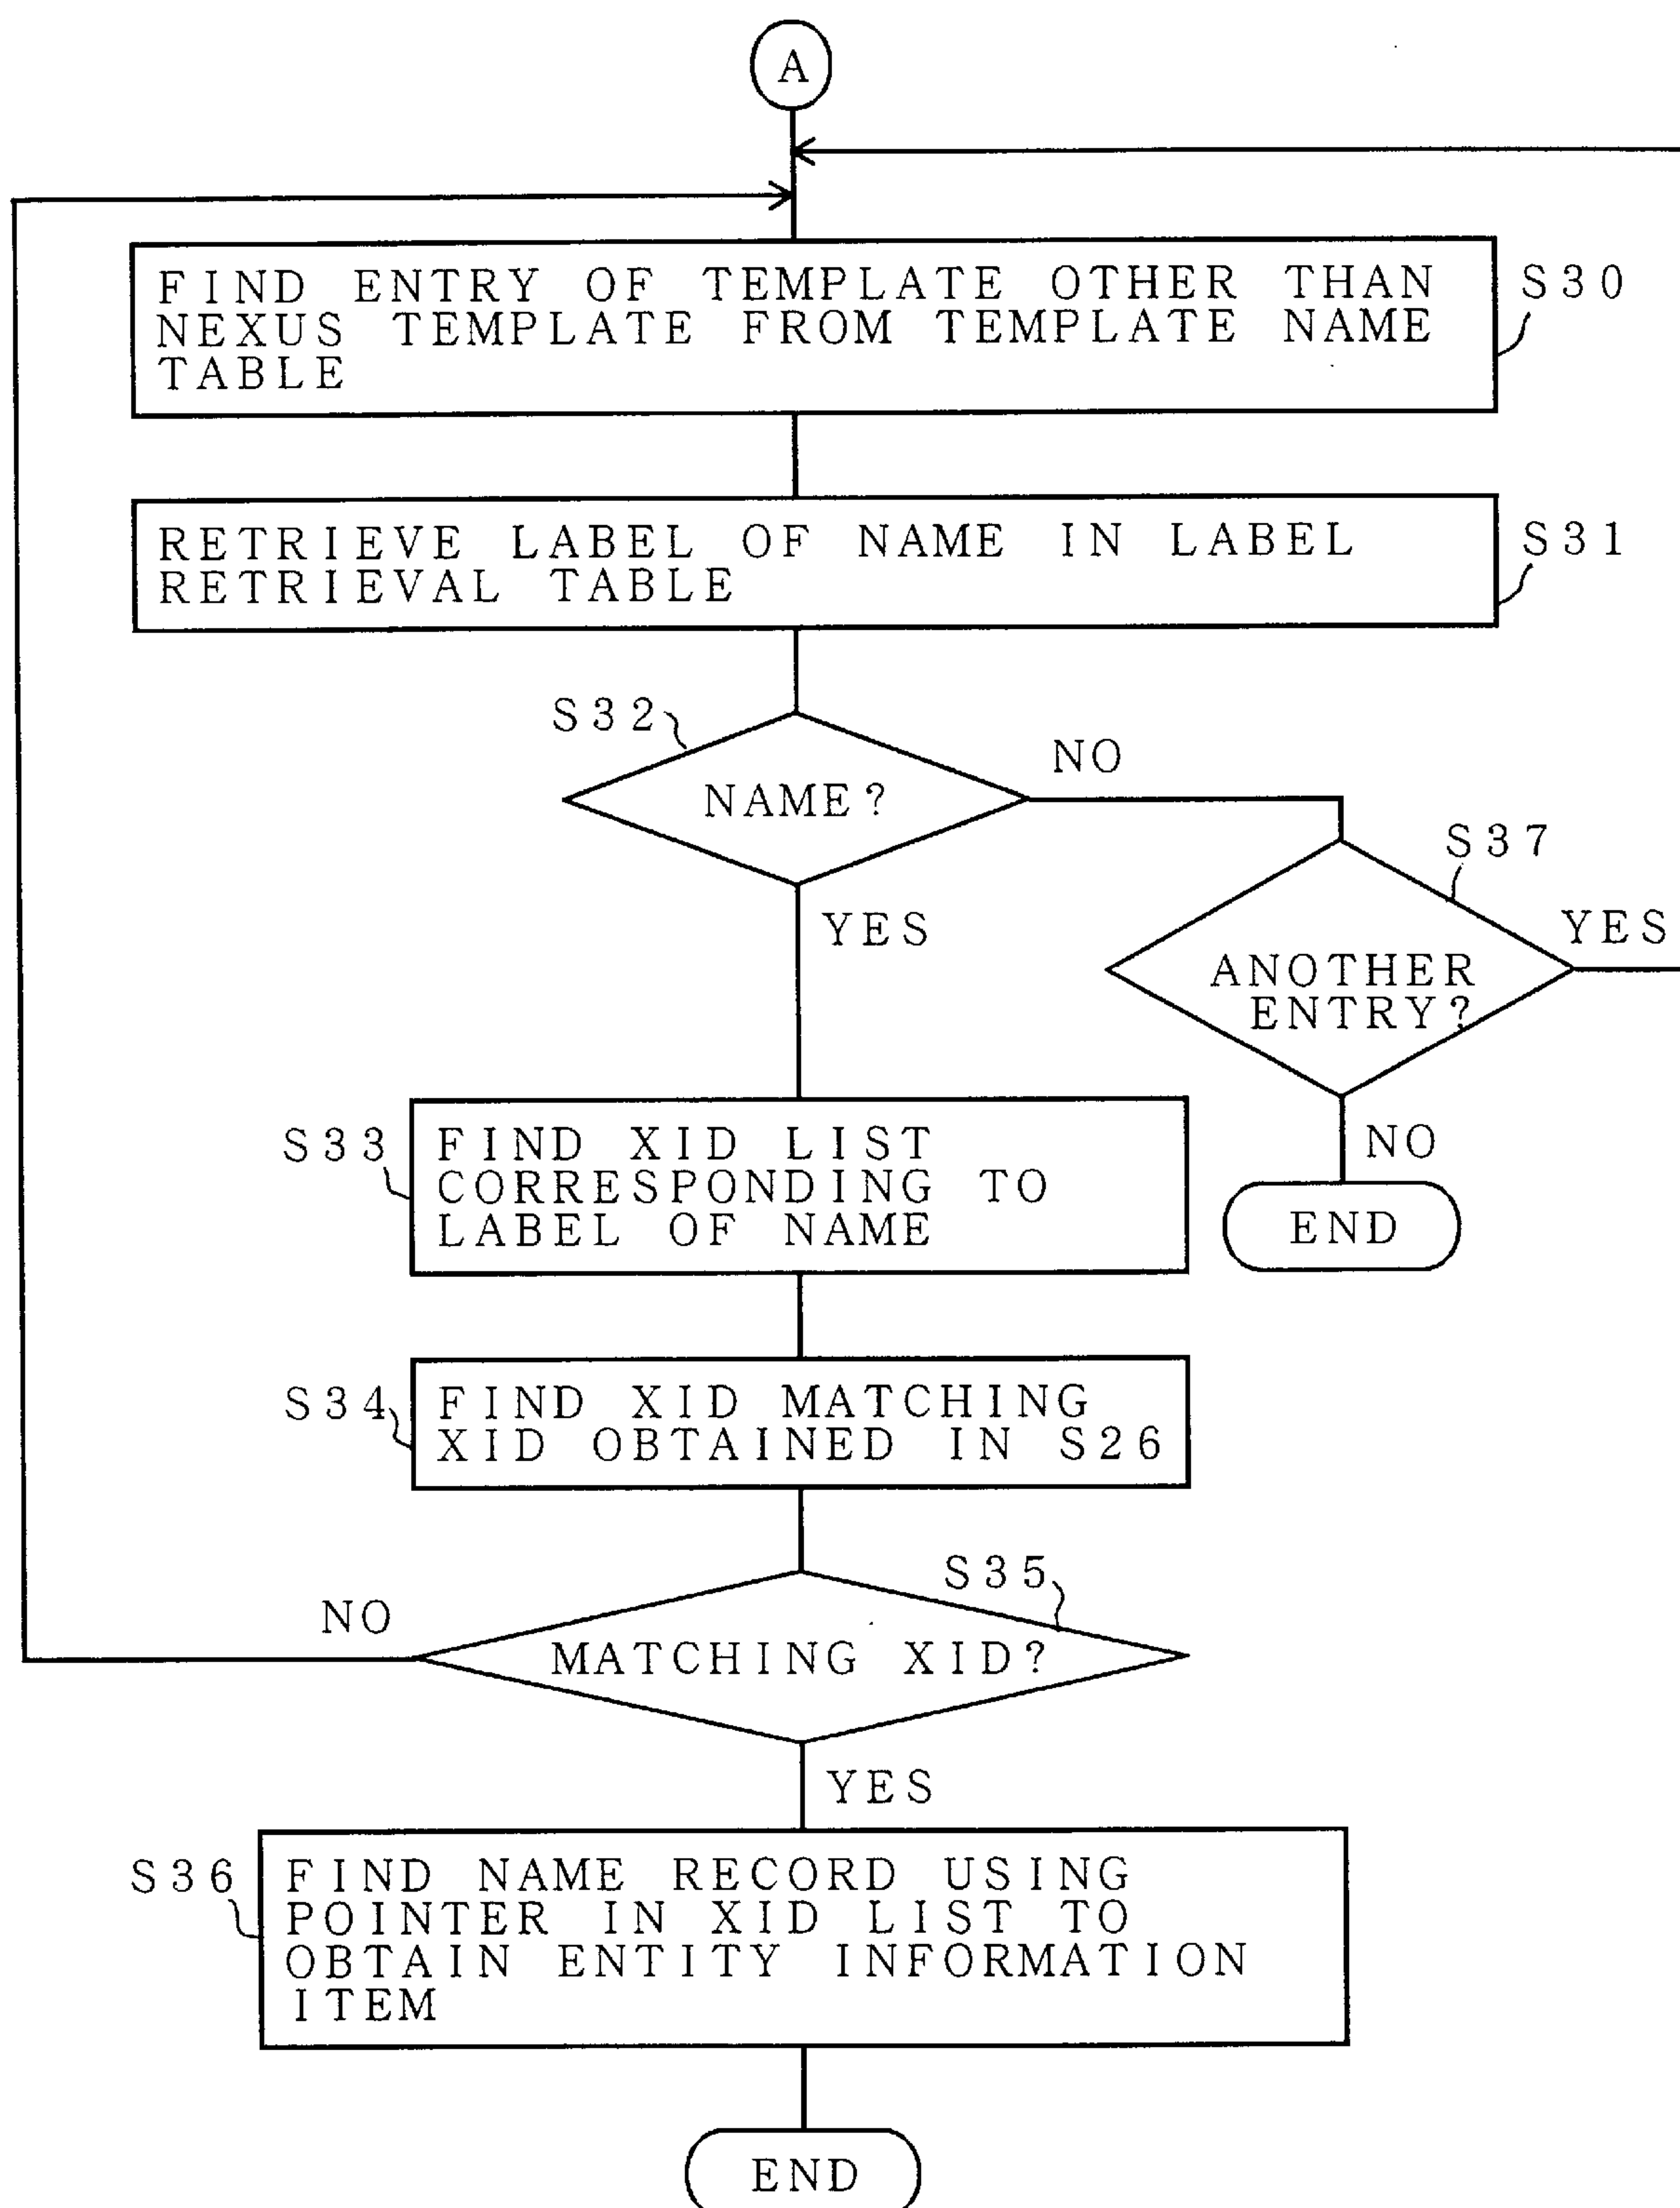 A
FIND ENTRY OF TEMPLATE OTHER THAN
NEXUS TEMPLATE FROM TEMPLATE NAME
TABLE
S30
RETRIEVE LABEL OF NAME IN LABEL
RETRIEVAL TABLE
S31
S32
NAME?
NO
YES
S37
ANOTHER
ENTRY?
YES
NO
END
S33
FIND XID LIST
CORRESPONDING TO
LABEL OF NAME
S34
FIND XID MATCHING
XID OBTAINED IN S26
S35
MATCHING XID?
NO
YES
S36
FIND NAME RECORD USING
POINTER IN XID LIST TO
OBTAIN ENTITY INFORMATION
ITEM
END